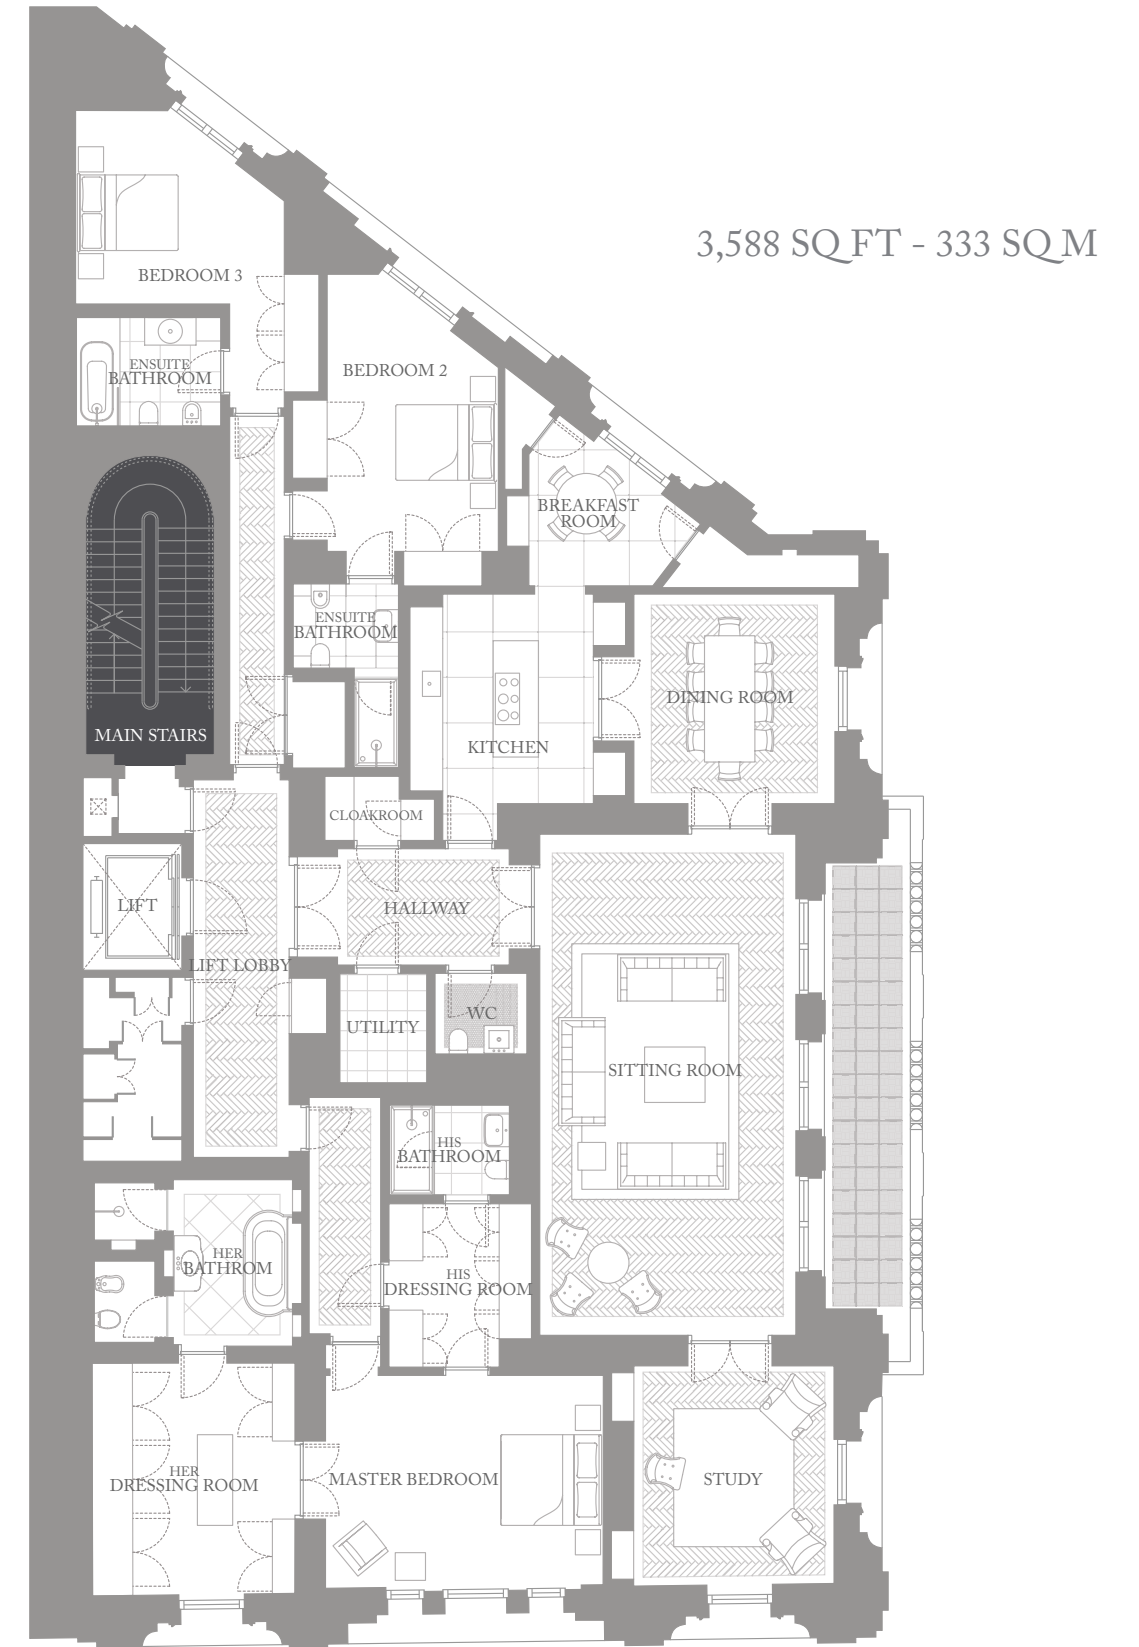 3,588 SQ FT - 333 SQ M
BEDROOM 3
ENSUITE
BATHROOM
BEDROOM 2
BREAKFAST
ROOM
ENSUITE
BATHROOM
DINING ROOM
MAIN STAIRS
KITCHEN
CLOAKROOM
LIFT
HALLWAY
LIFT LOBBY
WC
UTILITY
SITTING ROOM
HIS
BATHROOM
HER
BATHROM
HIS
DRESSING ROOM
HER
DRESSING ROOM
MASTER BEDROOM
STUDY